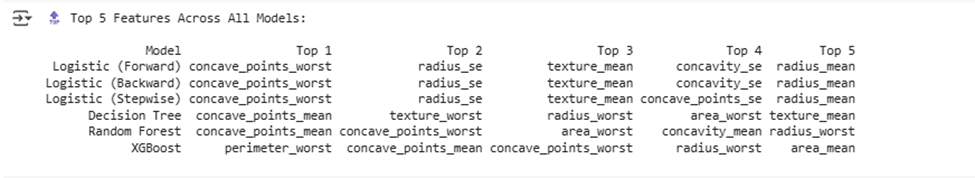 Top 5 Features Across All Models:
Model Top 1 Top 2 Top 3 Top 4 Top 5
Logistic (Forward) concave_points_worst radius_se texture_mean concavity_se radius_mean
Logistic (Backward) concave_points_worst radius_se texture_mean concavity_se radius_mean
Logistic (Stepwise) concave_points_worst radius_se texture_mean concave_points_se radius_mean
Decision Tree concave_points_mean texture_worst radius_worst area_worst texture_mean
Random Forest concave_points_mean concave_points_worst area_worst concavity_mean radius_worst
XGBoost perimeter_worst concave_points_mean concave_points_worst radius_worst area_mean